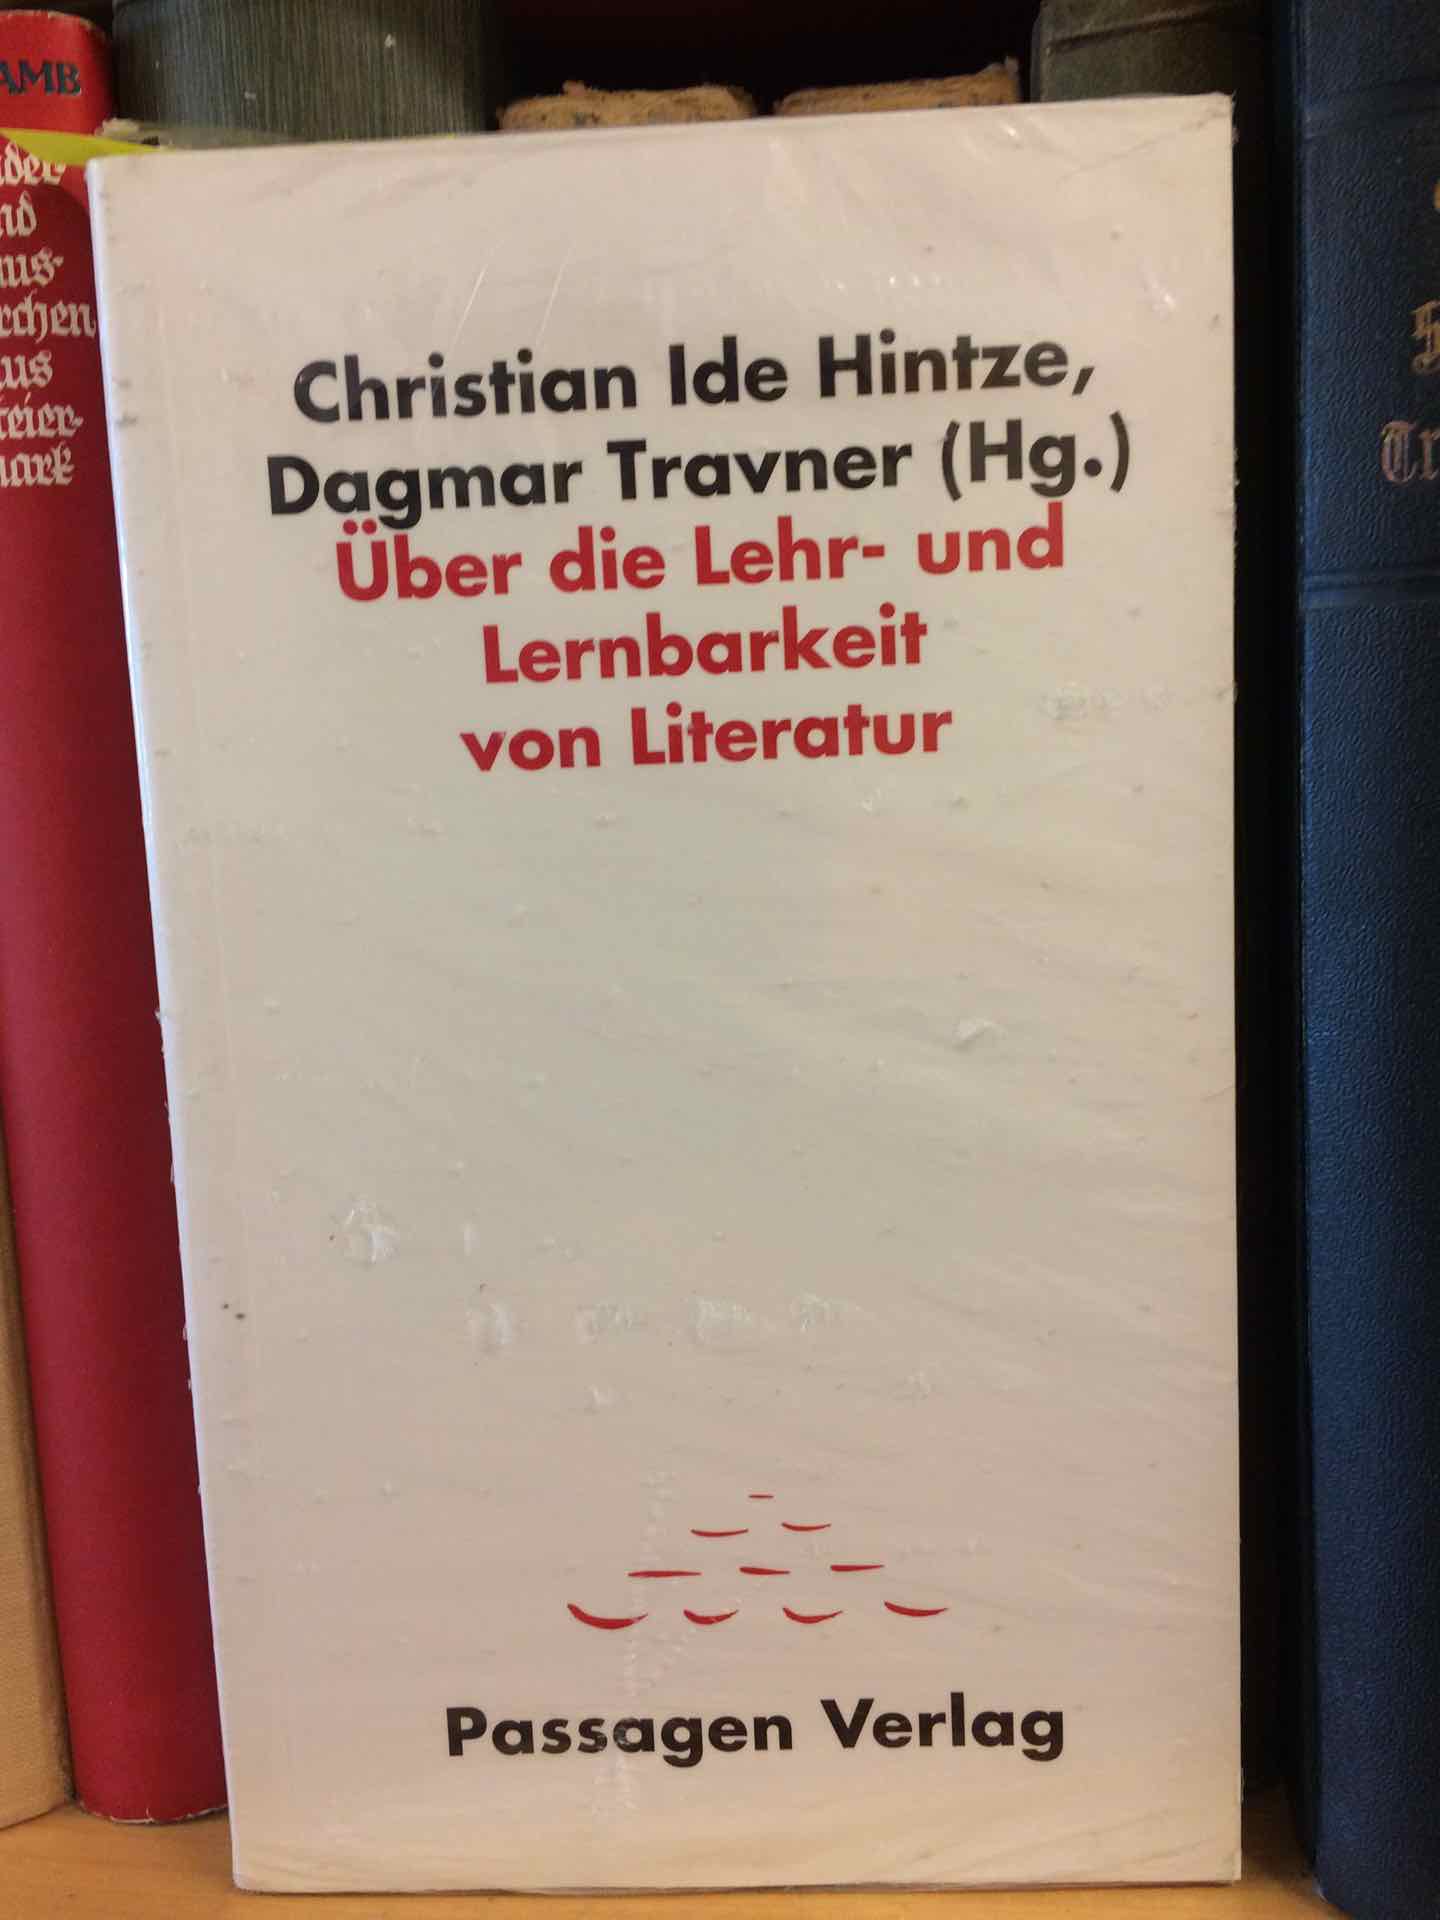 Christian Ide Hintze,
Dagmar Travner (Hg.)
Über die Lehr- und
Lernbarkeit
von Literatur
Passagen Verlag